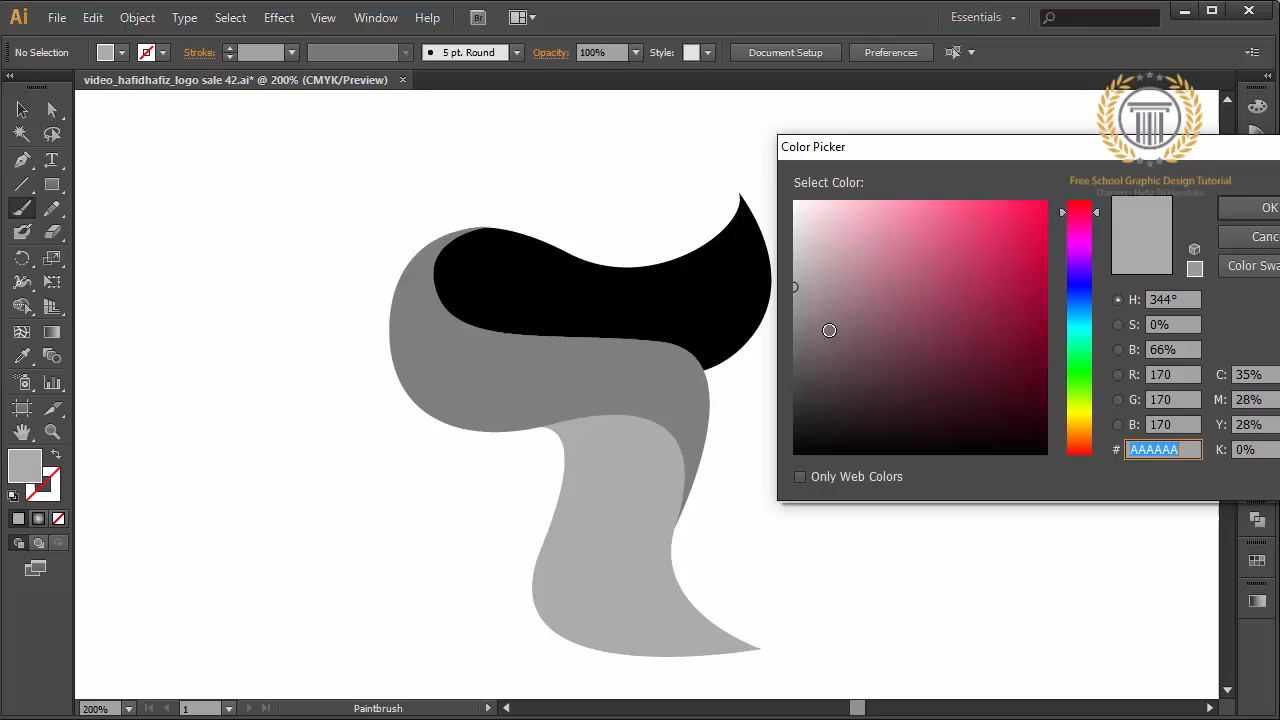 Ai File Edit Object Type Select Effect View Window Help Br Essentials
No Selection Stroke: 5 pt. Round Opacity: 100% Style: Document Setup Preferences
video_hafidhafiz_logo sale 42.ai* @ 200% (CMYK/Preview) ×
Color Picker
Select Color:
Free School Graphic Design Tutorial
OK
Canc
Color Swa
H: 344°
S: 0%
B: 66%
R: 170 C: 35%
G: 170 M: 28%
B: 170 Y: 28%
# AAAAAA K: 0%
Only Web Colors
200% 1 Paintbrush